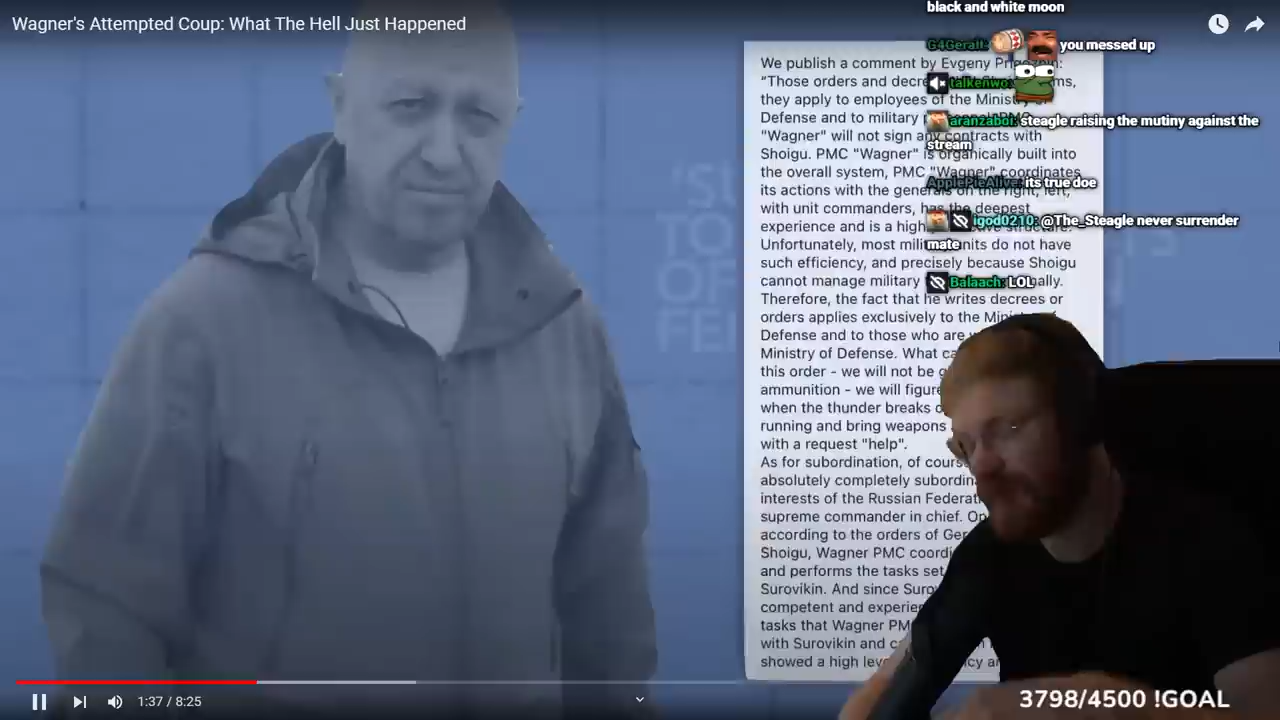 Wagner's Attempted Coup: What The Hell Just Happened
black and white moon
G4Geralt: you messed up
talkenwo
aranzaboi: steagle raising the mutiny against the
stream
ApplePieAlive: its true doe
igod0210: @The_Steagle never surrender
mate
Balaach: LOL
We publish a comment by Evgeny
“Those orders and
they apply to employees of the
Defense and to military
"Wagner" will not sign any contracts with
Shoigu. PMC "Wagner" is organically built into
the overall system, PMC "Wagner" coordinates
its actions with the generals on the right, left,
with unit commanders, has the deepest
experience and is a
Unfortunately, most units do not have
such efficiency, and precisely because Shoigu
cannot manage military
Therefore, the fact that he writes decrees or
orders applies exclusively to the
Defense and to those who are
Ministry of Defense. What
this order - we will not be
ammunition - we will
when the thunder breaks
running and bring weapons
with a request "help".
As for subordination, of
absolutely completely
interests of the Russian
supreme commander in chief.
according to the orders of
Shoigu, Wagner PMC
and performs the tasks set
Surovikin. And since
competent and
tasks that Wagner
with Surovikin and
showed a high
1:37 / 8:25
3798/4500 !GOAL